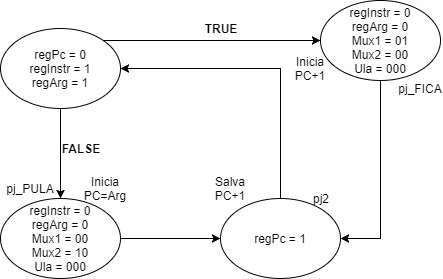 TRUE
regPc = 0
regInstr = 1
regArg = 1
regInstr = 0
regArg = 0
Mux1 = 01
Mux2 = 00
Ula = 000
Inicia
PC+1
pj_FICA
FALSE
pj_PULA
Inicia
PC=Arg
regInstr = 0
regArg = 0
Mux1 = 00
Mux2 = 10
Ula = 000
Salva
PC+1
pj2
regPc = 1